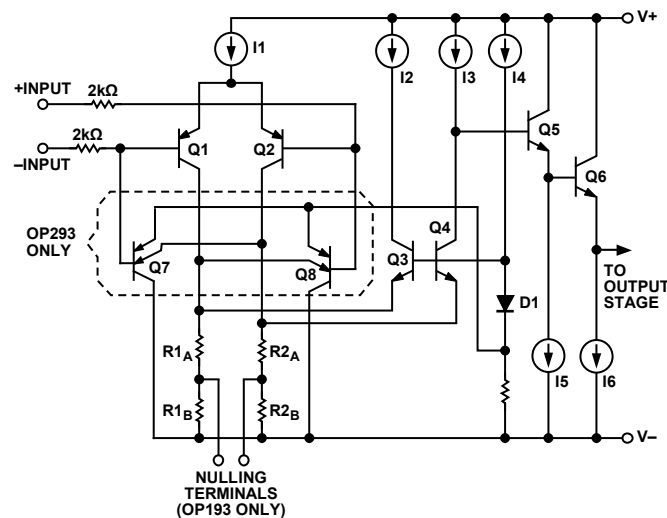 V+
I1
I2
I3
I4
+INPUT
2kΩ
–INPUT
2kΩ
Q1
Q2
Q5
Q6
OP293
ONLY
Q7
Q8
Q3
Q4
D1
TO
OUTPUT
STAGE
R1A
R2A
R1B
R2B
I5
I6
V–
NULLING
TERMINALS
(OP193 ONLY)